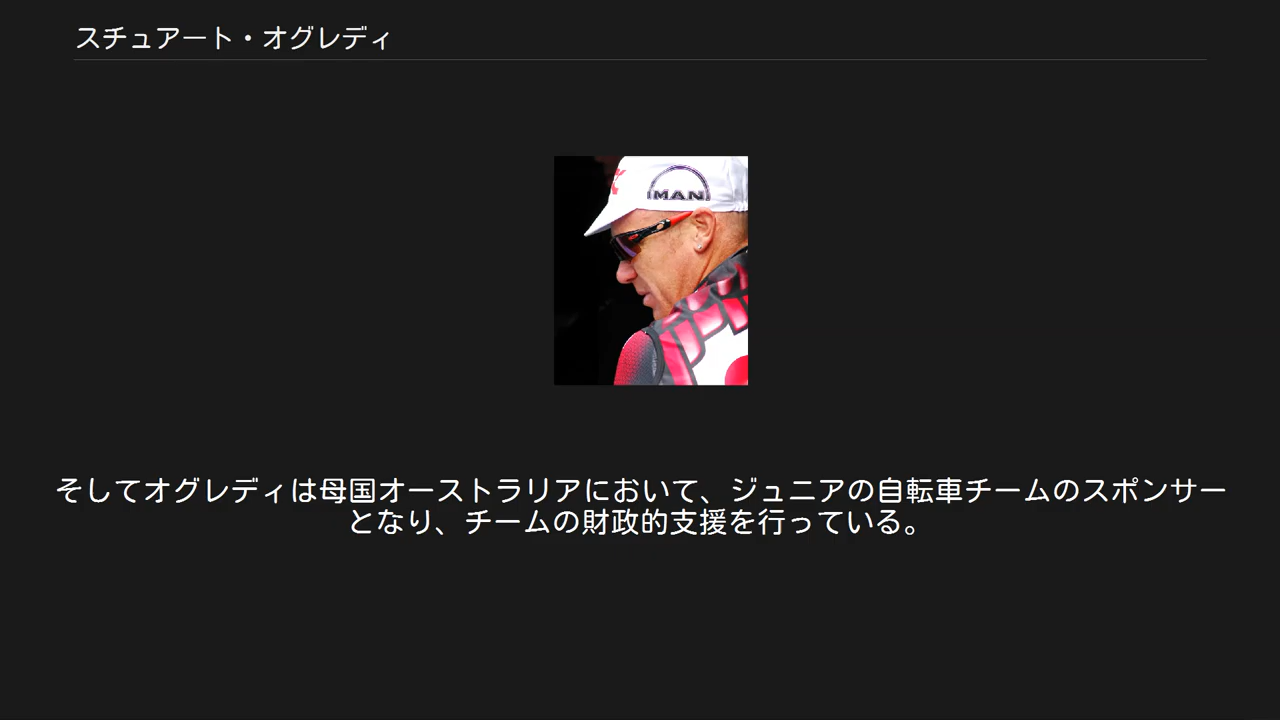 スチュアート・オグレディ
MAN
そしてオグレディは母国オーストラリアにおいて、ジュニアの自転車チームのスポンサー
となり、チームの財政的支援を行っている。